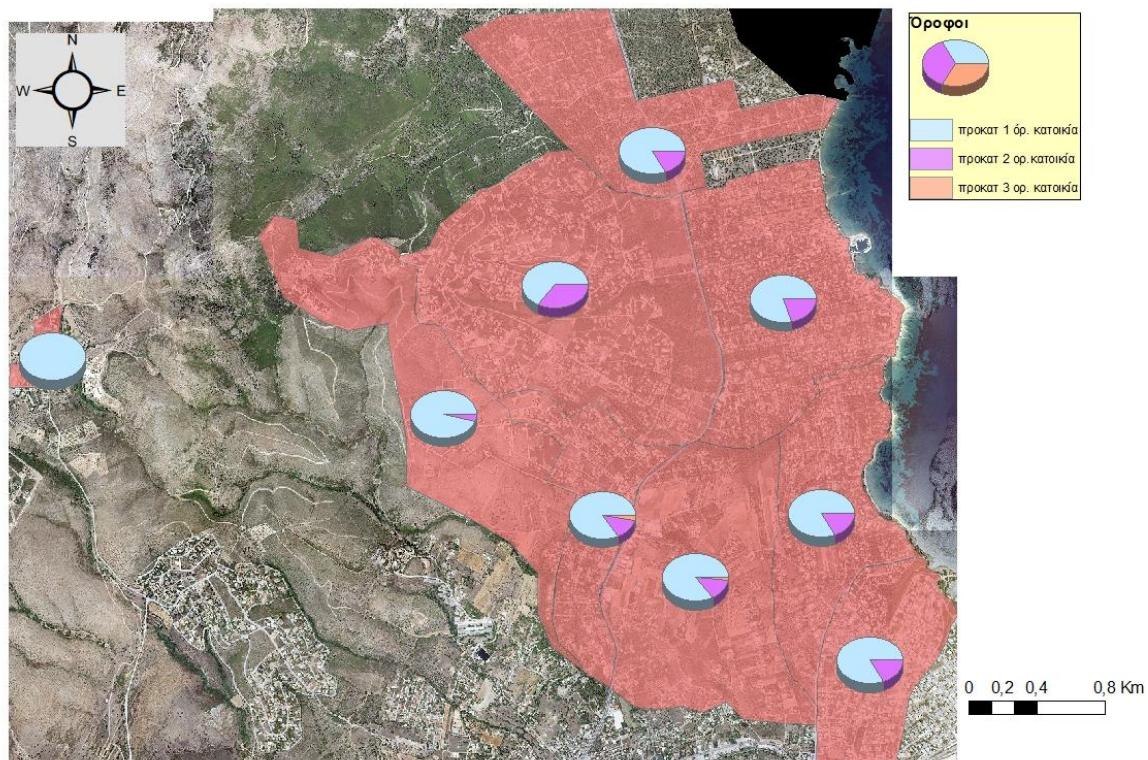 N
W E
S
Όροφοι
προκατ 1 όρ. κατοικία
προκατ 2 ορ.κατοικία
προκατ 3 ορ. κατοικία
0 0,2 0,4 0,8 Km